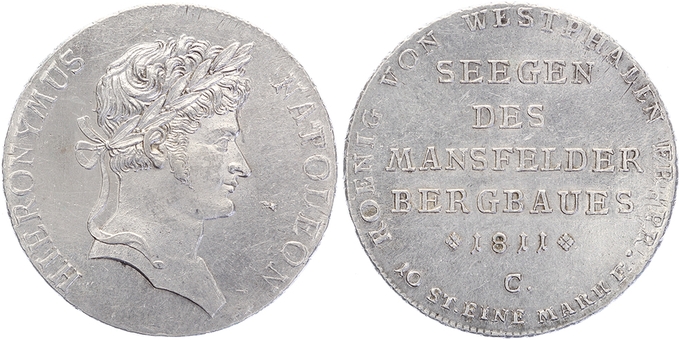 HIERONYMUS NAPOLEON
KOENIG VON WESTPHALEN FR. PR.
SEEGEN
DES
MANSFELDER
BERGBAUES
1811
C.
10 ST. EINE MARK F.